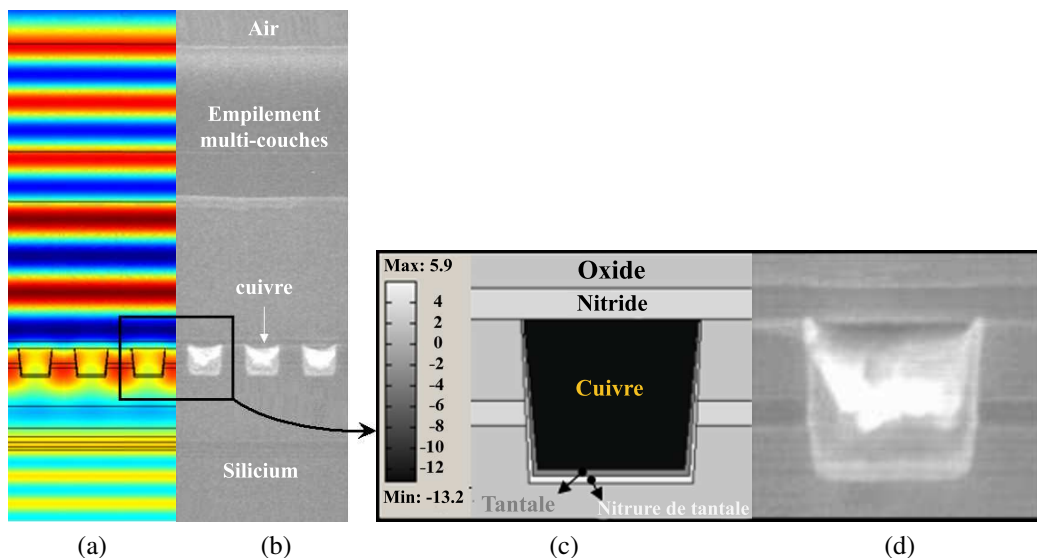 Air
Empilement
multi-couches
cuivre
Silicium
Max: 5.9
4
2
0
-2
-4
-6
-8
-10
-12
Min: -13.2
Oxide
Nitride
Cuivre
Tantale
Nitrure de tantale
(a)
(b)
(c)
(d)